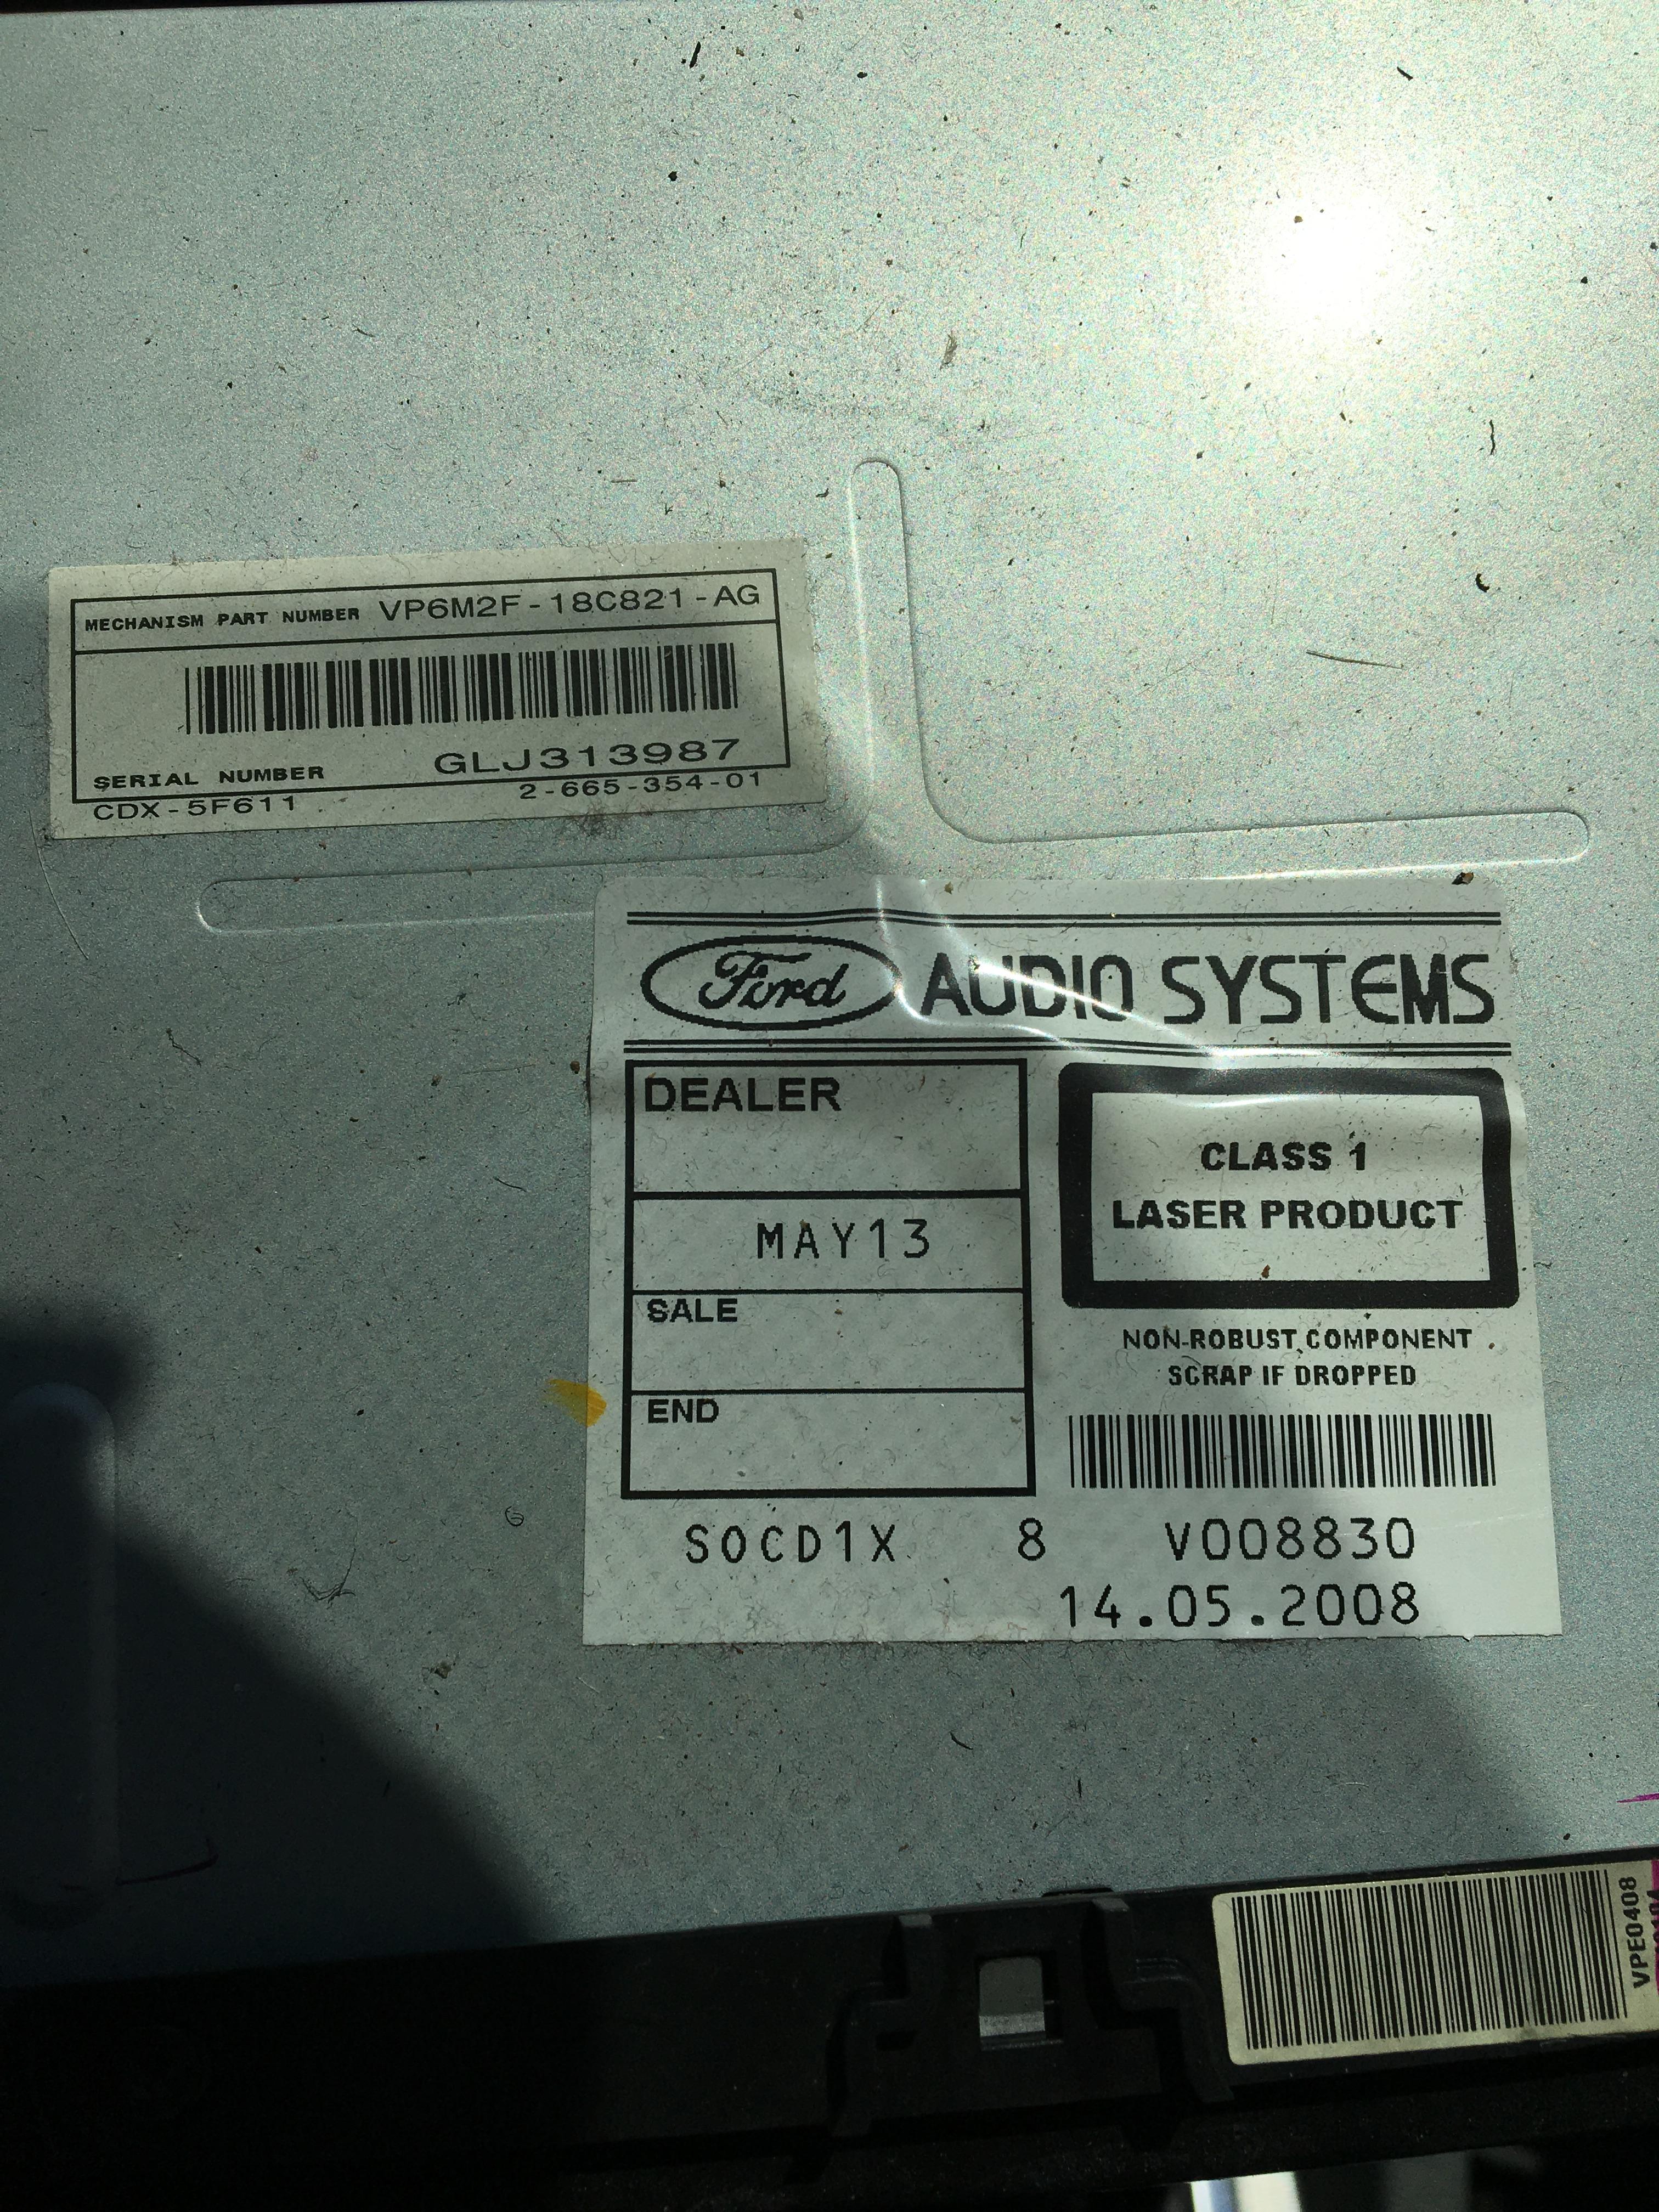 MECHANISM PART NUMBER VP6M2F-18C821-AG
SERIAL NUMBER GLJ313987
CDX-5F611 2-665-354-01
Ford AUDIO SYSTEMS
DEALER
MAY13
SALE
END
CLASS 1
LASER PRODUCT
NON-ROBUST COMPONENT
SCRAP IF DROPPED
S0CD1X 8 V008830
14.05.2008
VPE0408